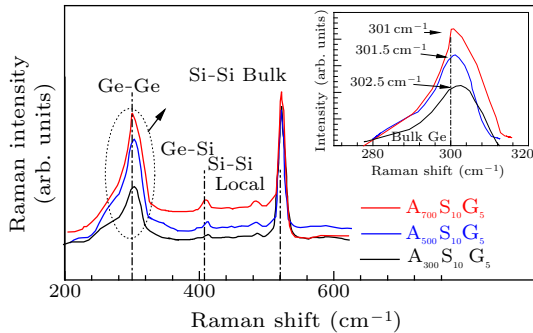 Raman intensity
(arb. units)
Ge-Ge
Si-Si Bulk
Ge-Si
Si-Si
Local
200
400
600
Raman shift (cm⁻¹)
A₇₀₀S₁₀G₅
A₅₀₀S₁₀G₅
A₃₀₀S₁₀G₅
Intensity (arb. units)
301 cm⁻¹
301.5 cm⁻¹
302.5 cm⁻¹
Bulk Ge
280
300
320
Raman shift (cm⁻¹)